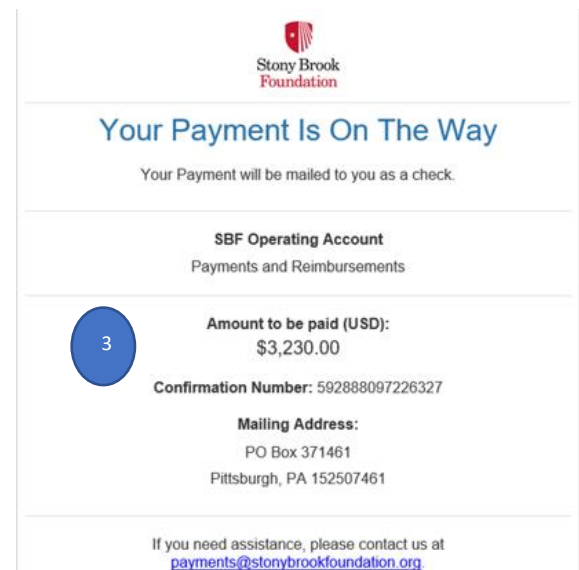 Stony Brook
Foundation
Your Payment Is On The Way
Your Payment will be mailed to you as a check.
SBF Operating Account
Payments and Reimbursements
3
Amount to be paid (USD):
$3,230.00
Confirmation Number: 592888097226327
Mailing Address:
PO Box 371461
Pittsburgh, PA 152507461
If you need assistance, please contact us at
payments@stonybrookfoundation.org.